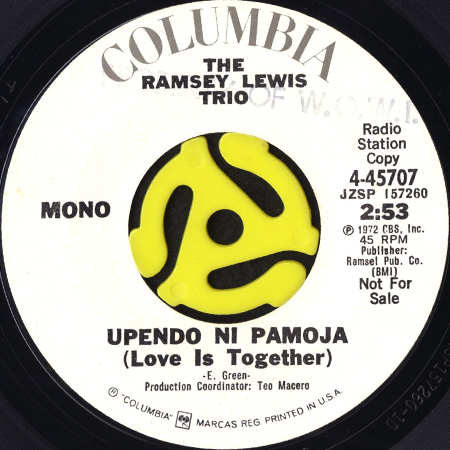 COLUMBIA
THE
RAMSEY LEWIS
TRIO
OF W.O.W.I.
Radio
Station
Copy
4-45707
JZSP 157260
MONO
2:53
℗ 1972 CBS, Inc.
45 RPM
Publisher:
Ramsel Pub. Co.
(BMI)
Not For
Sale
UPENDO NI PAMOJA
(Love Is Together)
-E. Green-
Production Coordinator: Teo Macero
® "COLUMBIA" MARCAS REG. PRINTED IN U.S.A.